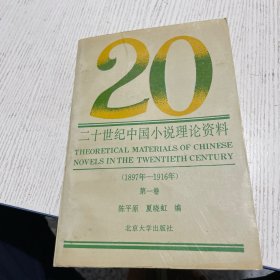 20
二十世纪中国小说理论资料
THEORETICAL MATERIALS OF CHINESE
NOVELS IN THE TWENTIETH CENTURY
(1897年—1916年)
第一卷
陈平原 夏晓虹 编
北京大学出版社